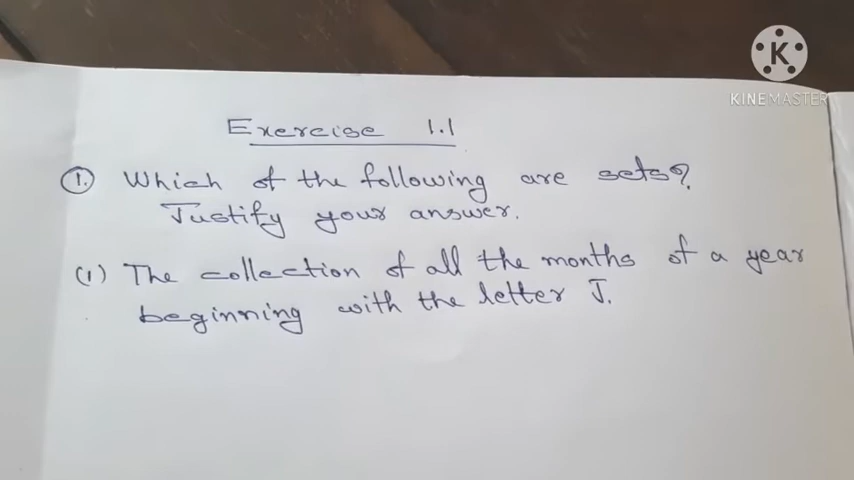 K
KINEMASTER
Exercise 1.1
1. Which of the following are sets?
Justify your answer.
(1) The collection of all the months of a year
beginning with the letter J.